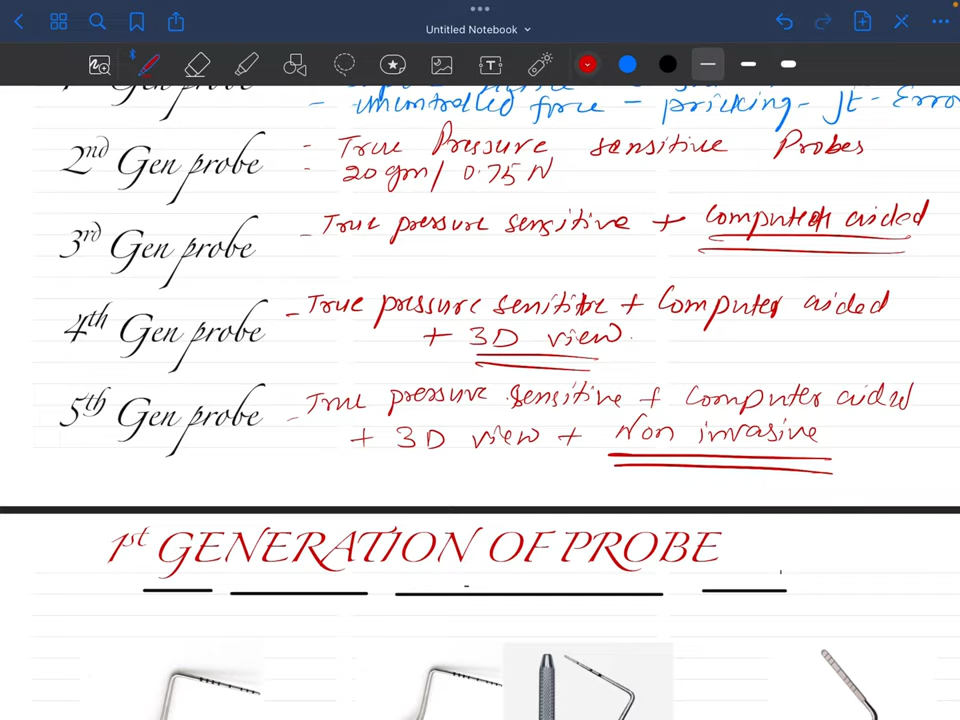 Untitled Notebook
Gen probe
- uncontrolled force - pricking - Jt - Error
2nd Gen probe - True Pressure sensitive Probes
- 20 gm/ 0.75 N
3rd Gen probe - True pressure sensitive + computer aided
4th Gen probe - True pressure sensitive + Computer aided
+ 3D view.
5th Gen probe - True pressure sensitive + Computer aided
+ 3D view + Non invasive
1st GENERATION OF PROBE